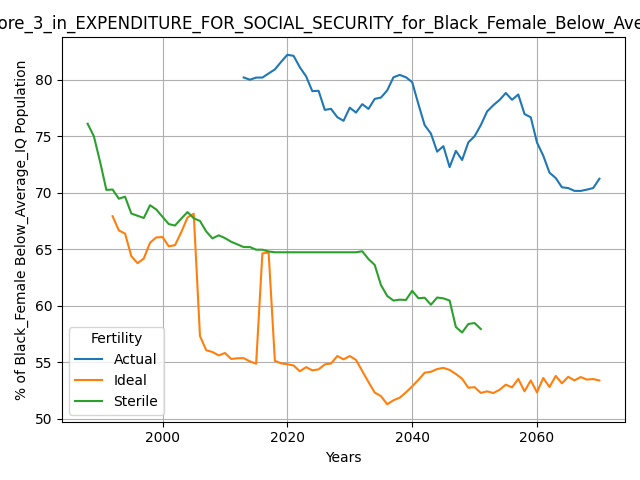 ore_3_in_EXPENDITURE_FOR_SOCIAL_SECURITY_for_Black_Female_Below_Ave
% of Black_Female Below_Average_IQ Population
80
75
70
65
60
55
50
Fertility
Actual
Ideal
Sterile
2000
2020
2040
2060
Years